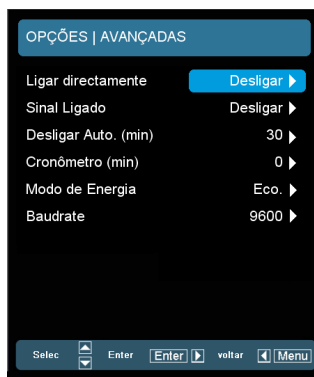 OPÇÕES | AVANÇADAS
Ligar directamente Desligar
Sinal Ligado Desligar
Desligar Auto. (min) 30
Cronômetro (min) 0
Modo de Energia Eco.
Baudrate 9600
Selec Enter Enter voltar Menu